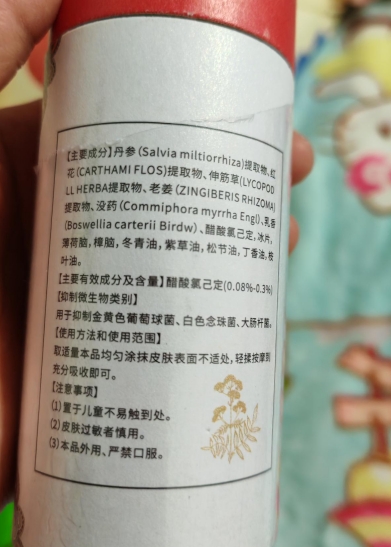 【主要成分】丹参(Salvia miltiorrhiza)提取物、红
花(CARTHAMI FLOS)提取物、伸筋草(LYCOPOD
LL HERBA提取物、老姜(ZINGIBERIS RHIZOMA)
提取物、没药(Commiphora myrrha Engl)、乳香
(Boswellia carterii Birdw)、醋酸氯己定,冰片,
薄荷脑,樟脑,冬青油,紫草油,松节油,丁香油,桉
叶油。
【主要有效成分及含量】醋酸氯己定(0.08%-0.3%)
【抑制微生物类别】
用于抑制金黄色葡萄球菌、白色念珠菌、大肠杆菌。
【使用方法和使用范围】
取适量本品均匀涂抹皮肤表面不适处,轻揉按摩到
充分吸收即可。
【注意事项】
(1)置于儿童不易触到处。
(2)皮肤过敏者慎用。
(3)本品外用、严禁口服。